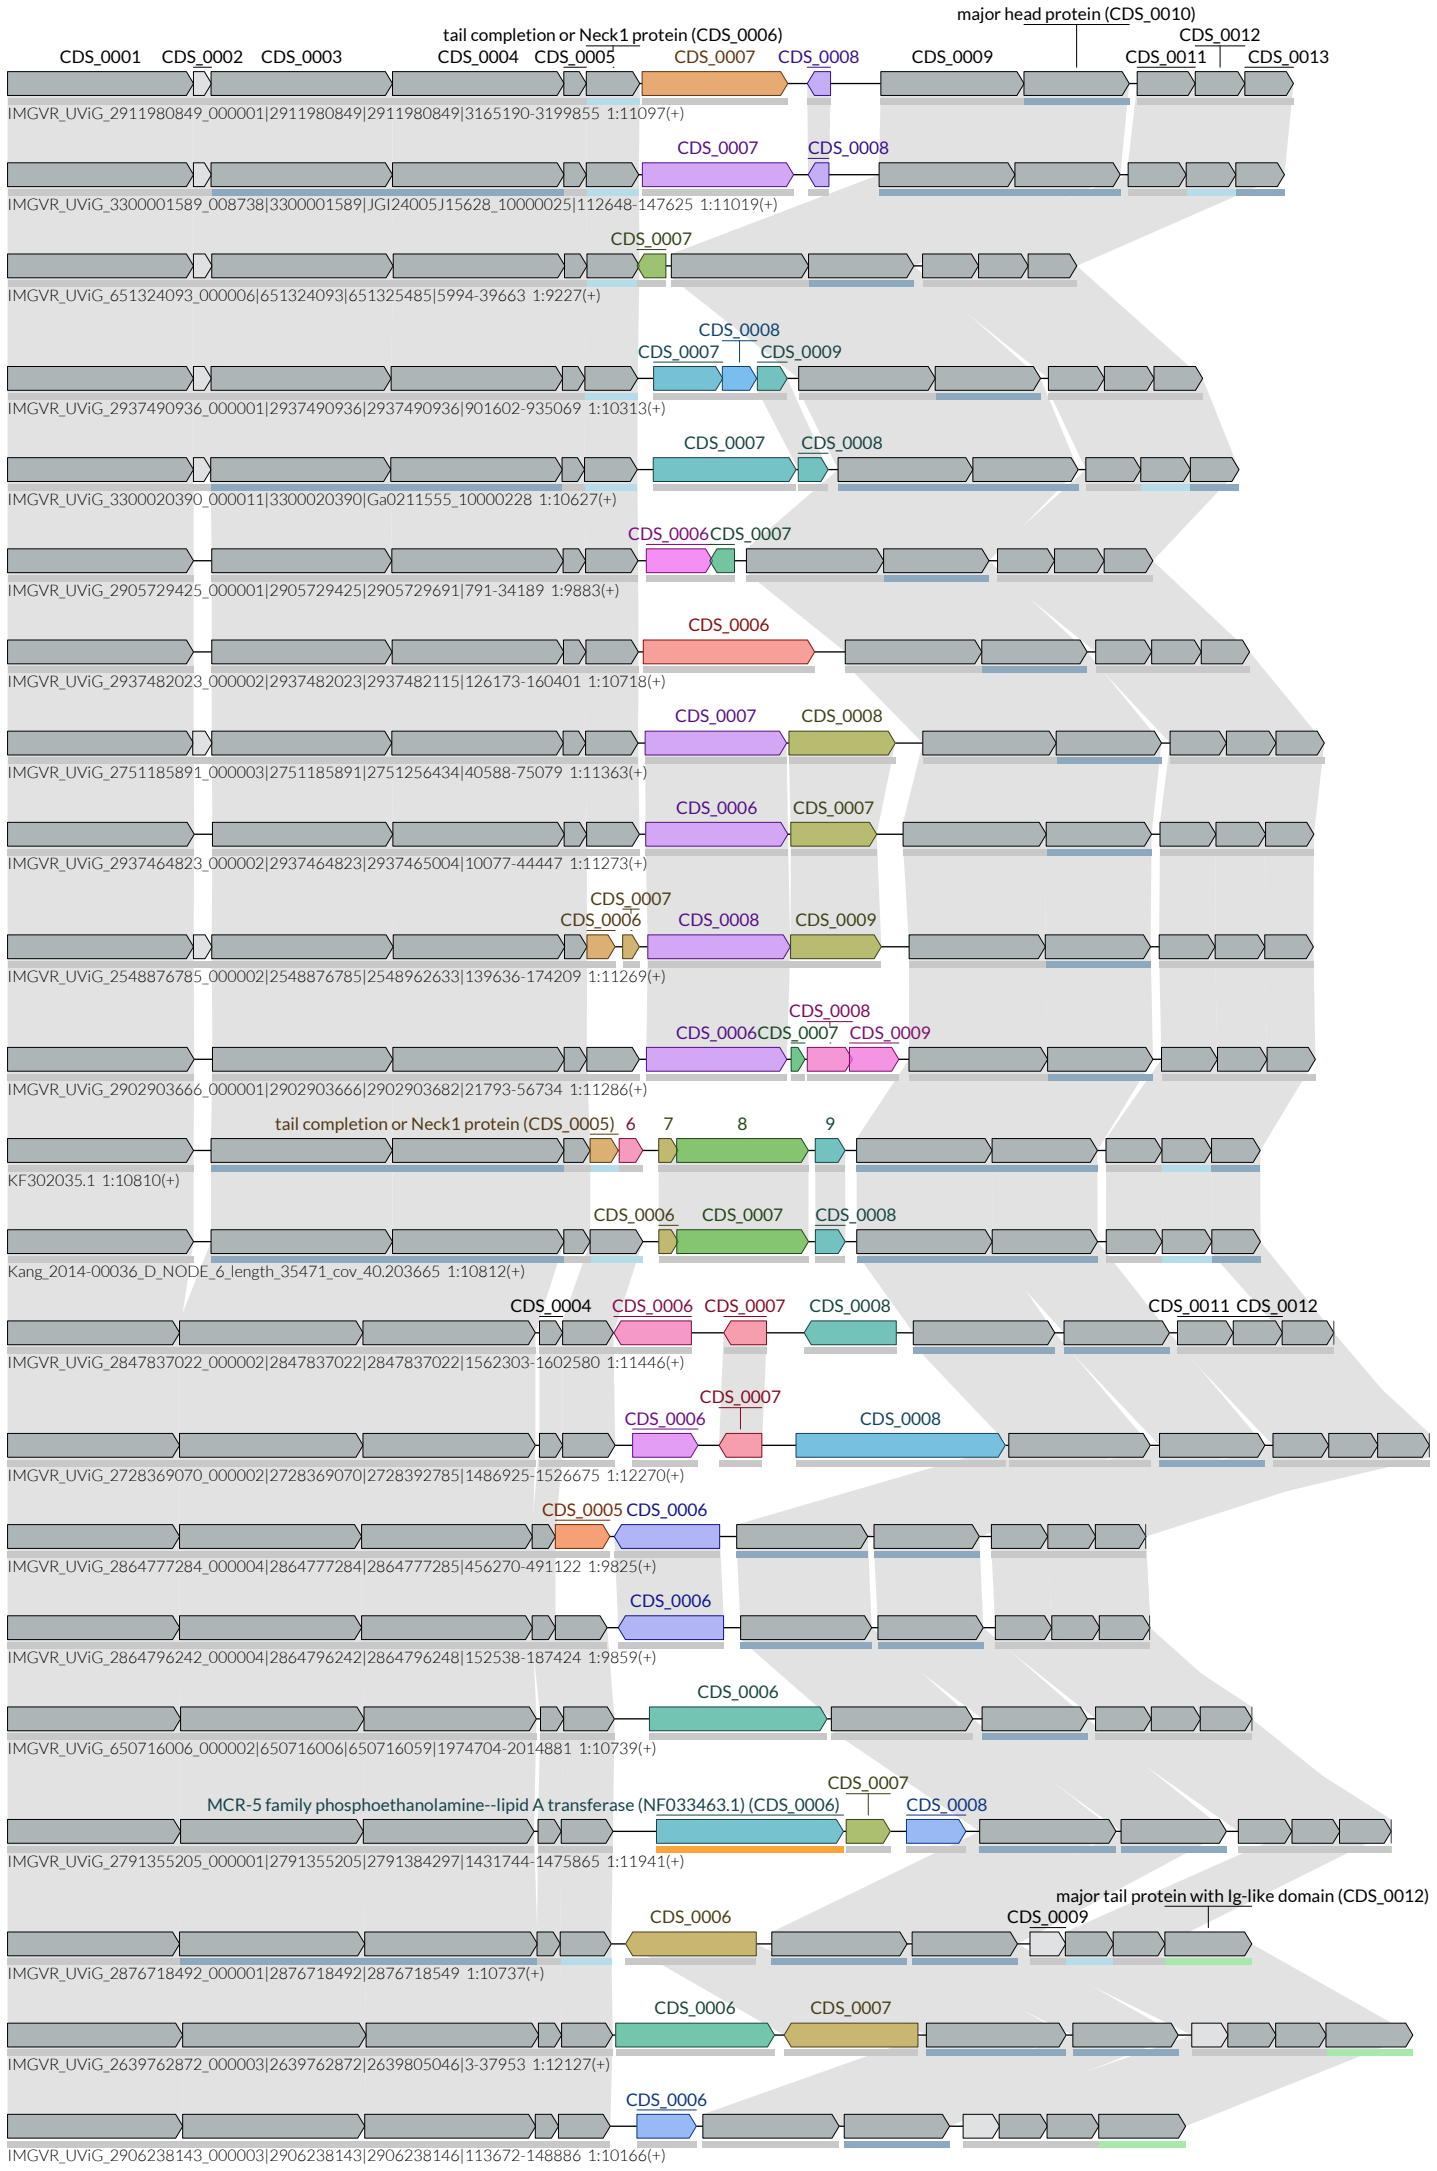 major head protein (CDS_0010)
tail completion or Neck1 protein (CDS_0006) CDS_0012
CDS_0001 CDS_0002 CDS_0003 CDS_0004 CDS_0005 CDS_0007 CDS_0008 CDS_0009 CDS_0011 CDS_0013
IMGVR_UViG_2911980849_000001|2911980849|2911980849|3165190-3199855 1:11097(+)
CDS_0007 CDS_0008
IMGVR_UViG_3300001589_008738|3300001589|JGI24005J15628_10000025|112648-147625 1:11019(+)
CDS_0007
IMGVR_UViG_651324093_000006|651324093|651325485|5994-39663 1:9227(+)
CDS_0008
CDS_0007 CDS_0009
IMGVR_UViG_2937490936_000001|2937490936|2937490936|901602-935069 1:10313(+)
CDS_0007 CDS_0008
IMGVR_UViG_3300020390_000011|3300020390|Ga0211555_10000228 1:10627(+)
CDS_0006 CDS_0007
IMGVR_UViG_2905729425_000001|2905729425|2905729691|791-34189 1:9883(+)
CDS_0006
IMGVR_UViG_2937482023_000002|2937482023|2937482115|126173-160401 1:10718(+)
CDS_0007 CDS_0008
IMGVR_UViG_2751185891_000003|2751185891|2751256434|40588-75079 1:11363(+)
CDS_0006 CDS_0007
IMGVR_UViG_2937464823_000002|2937464823|2937465004|10077-44447 1:11273(+)
CDS_0007
CDS_0006 CDS_0008 CDS_0009
IMGVR_UViG_2548876785_000002|2548876785|2548962633|139636-174209 1:11269(+)
CDS_0008
CDS_0006 CDS_0007 CDS_0009
IMGVR_UViG_2902903666_000001|2902903666|2902903682|21793-56734 1:11286(+)
tail completion or Neck1 protein (CDS_0005) 6 7 8 9
KF302035.1 1:10810(+)
CDS_0006 CDS_0007 CDS_0008
Kang_2014-00036_D_NODE_6_length_35471_cov_40.203665 1:10812(+)
CDS_0004 CDS_0006 CDS_0007 CDS_0008 CDS_0011 CDS_0012
IMGVR_UViG_2847837022_000002|2847837022|2847837022|1562303-1602580 1:11446(+)
CDS_0007
CDS_0006 CDS_0008
IMGVR_UViG_2728369070_000002|2728369070|2728392785|1486925-1526675 1:12270(+)
CDS_0005 CDS_0006
IMGVR_UViG_2864777284_000004|2864777284|2864777285|456270-491122 1:9825(+)
CDS_0006
IMGVR_UViG_2864796242_000004|2864796242|2864796248|152538-187424 1:9859(+)
CDS_0006
IMGVR_UViG_650716006_000002|650716006|650716059|1974704-2014881 1:10739(+)
CDS_0007
MCR-5 family phosphoethanolamine--lipid A transferase (NF033463.1) (CDS_0006) CDS_0008
IMGVR_UViG_2791355205_000001|2791355205|2791384297|1431744-1475865 1:11941(+)
major tail protein with Ig-like domain (CDS_0012)
CDS_0006 CDS_0009
IMGVR_UViG_2876718492_000001|2876718492|2876718549 1:10737(+)
CDS_0006 CDS_0007
IMGVR_UViG_2639762872_000003|2639762872|2639805046|3-37953 1:12127(+)
CDS_0006
IMGVR_UViG_2906238143_000003|2906238143|2906238146|113672-148886 1:10166(+)